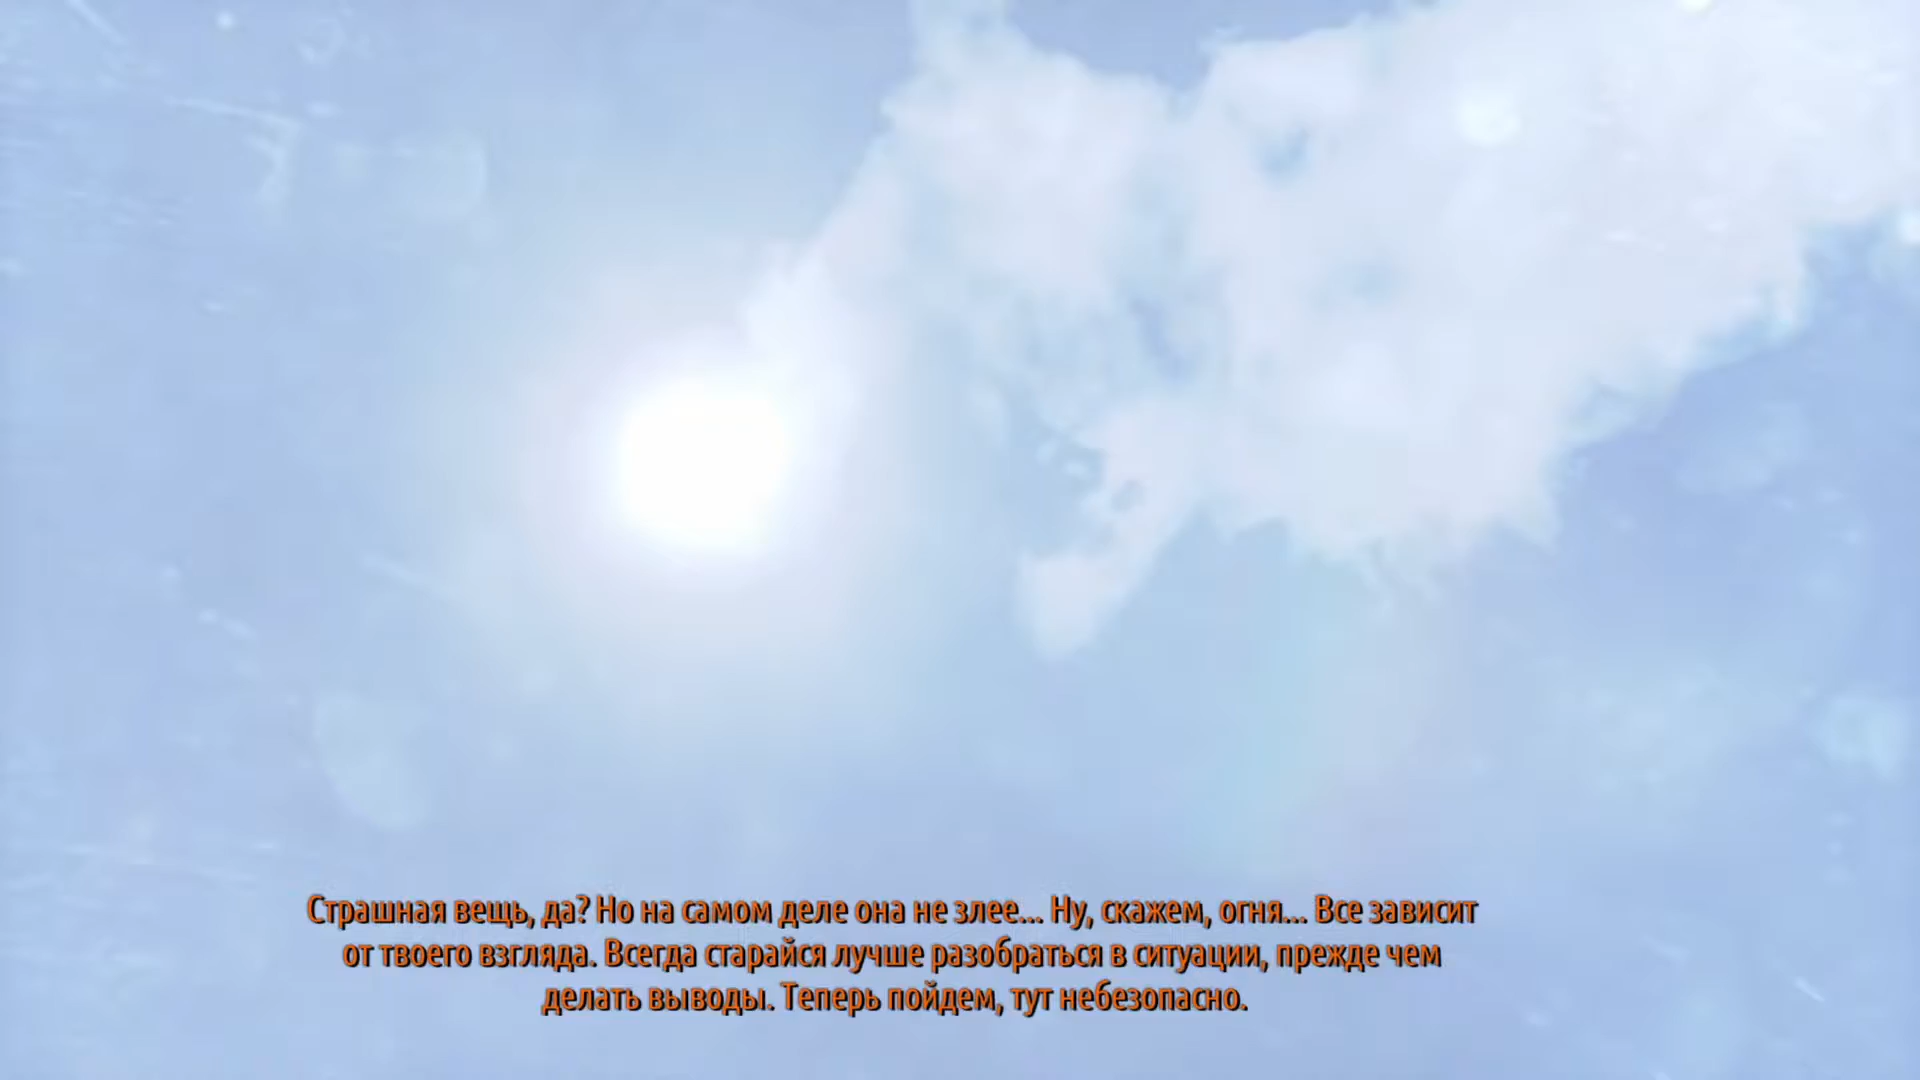 Страшная вещь, да? Но на самом деле она не злее... Ну, скажем, огня... Все зависит
от твоего взгляда. Всегда старайся лучше разобраться в ситуации, прежде чем
делать выводы. Теперь пойдем, тут небезопасно.